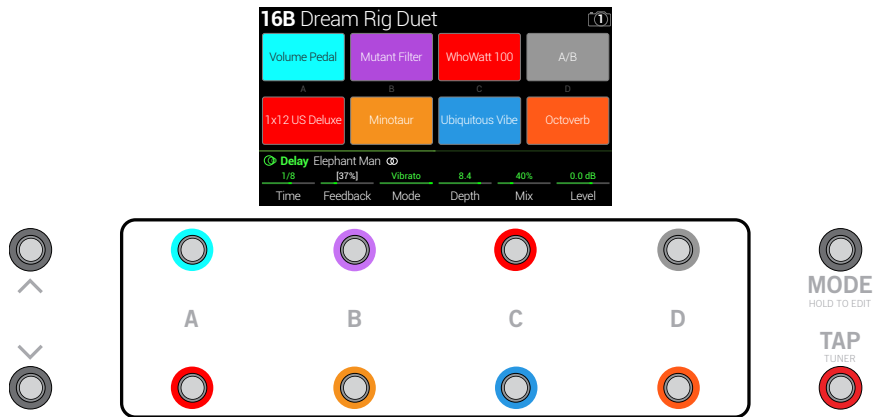 16B Dream Rig Duet 1
Volume Pedal Mutant Filter WhoWatt 100 A/B
A B C D
1x12 US Deluxe Minotaur Ubiquitous Vibe Octoverb
Delay Elephant Man
1/8 [37%] Vibrato 8.4 40% 0.0 dB
Time Feedback Mode Depth Mix Level
MODE
HOLD TO EDIT
A B C D
TAP
TUNER